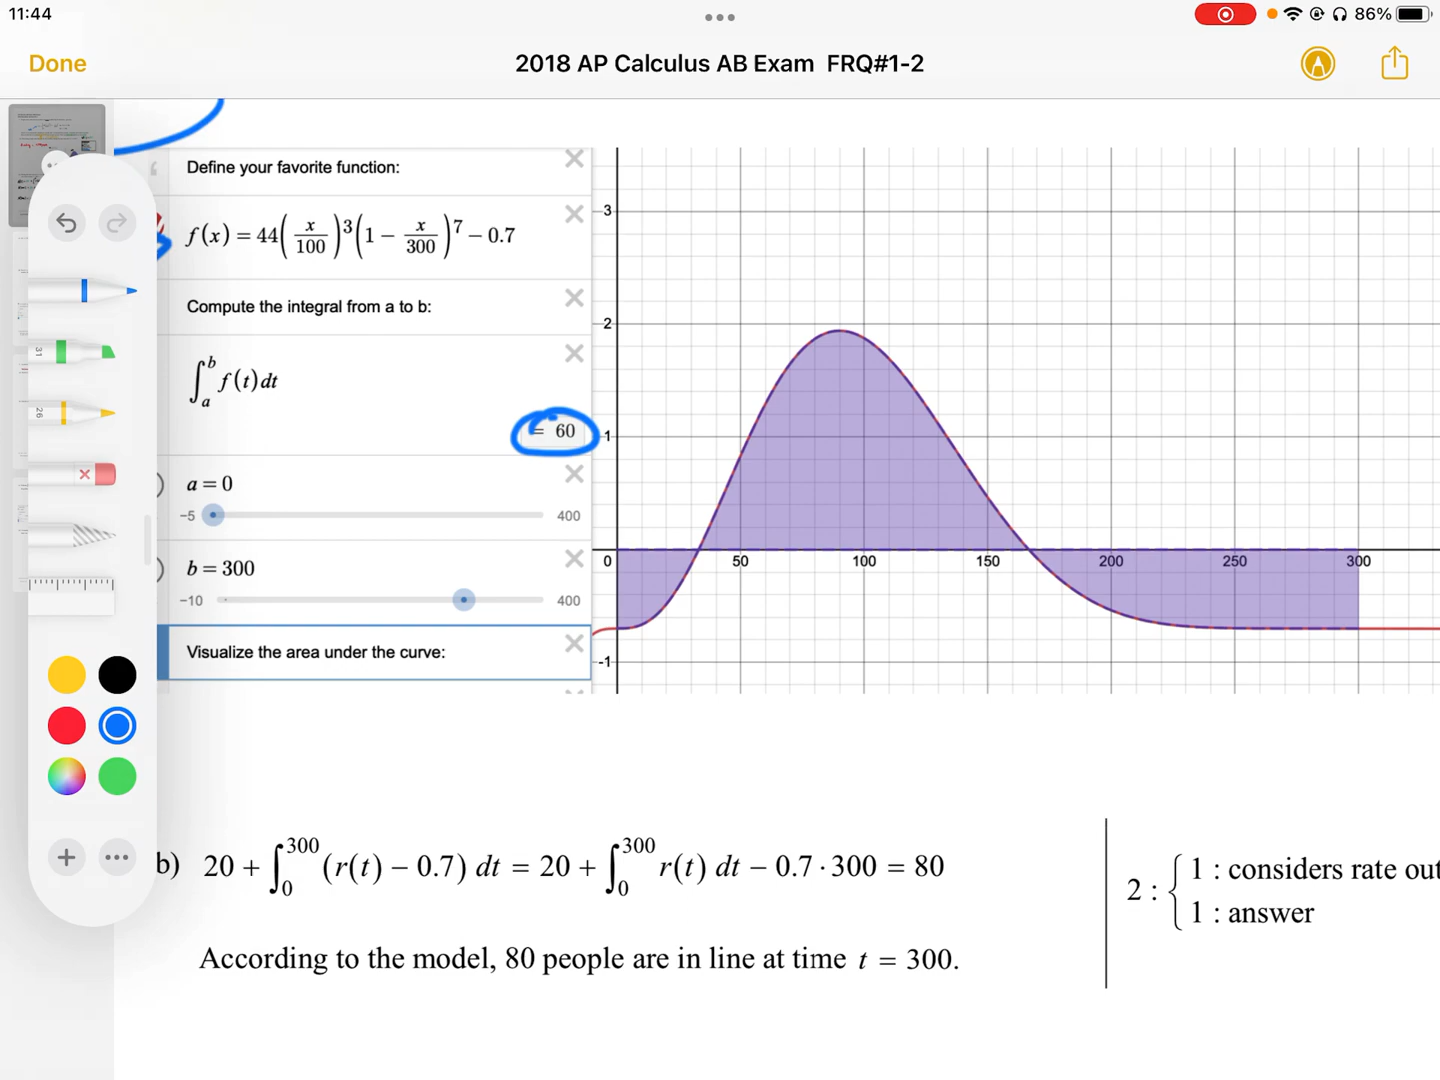 11:44
86%
Done
2018 AP Calculus AB Exam FRQ#1-2
Define your favorite function:
f(x) = 44(x/100)^3(1 − x/300)^7 − 0.7
Compute the integral from a to b:
∫_a^b f(t) dt
= 60
a = 0
−5 400
b = 300
−10 400
Visualize the area under the curve:
3
2
1
0 50 100 150 200 250 300
-1
31
26
b) 20 + ∫_0^300 (r(t) − 0.7) dt = 20 + ∫_0^300 r(t) dt − 0.7 · 300 = 80
According to the model, 80 people are in line at time t = 300.
2 : { 1 : considers rate out
1 : answer